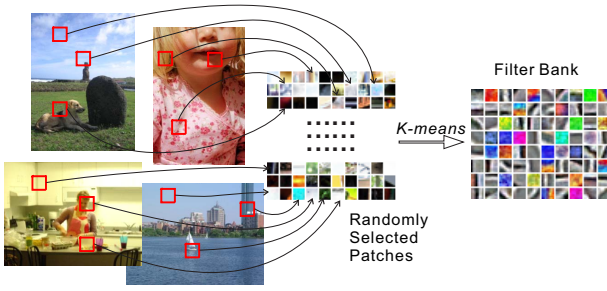 Filter Bank
K-means
Randomly
Selected
Patches